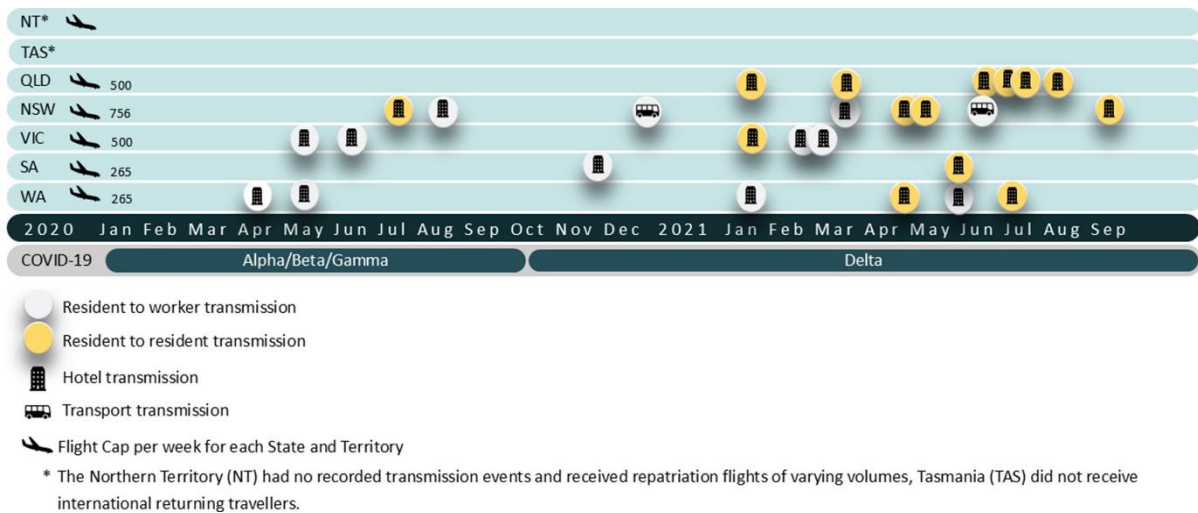 NT*
TAS*
QLD 500
NSW 756
VIC 500
SA 265
WA 265
2020 Jan Feb Mar Apr May Jun Jul Aug Sep Oct Nov Dec 2021 Jan Feb Mar Apr May Jun Jul Aug Sep
COVID-19 Alpha/Beta/Gamma Delta
Resident to worker transmission
Resident to resident transmission
Hotel transmission
Transport transmission
Flight Cap per week for each State and Territory
* The Northern Territory (NT) had no recorded transmission events and received repatriation flights of varying volumes, Tasmania (TAS) did not receive
international returning travellers.